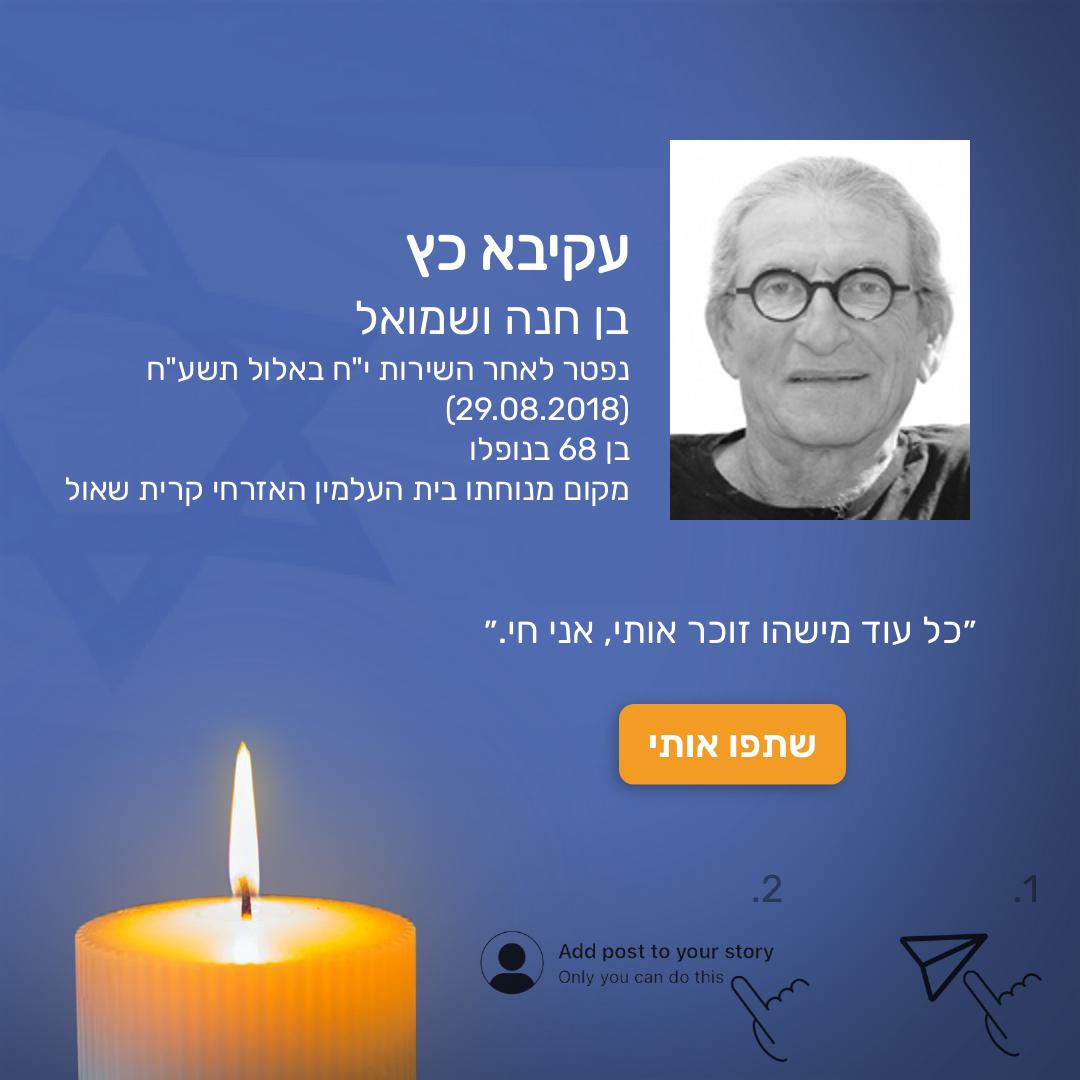 עקיבא כץ
בן חנה ושמואל
נפטר לאחר השירות י"ח באלול תשע"ח
(29.08.2018)
בן 68 בנופלו
מקום מנוחתו בית העלמין האזרחי קרית שאול
״כל עוד מישהו זוכר אותי, אני חי.״
שתפו אותי
1.
2.
Add post to your story
Only you can do this